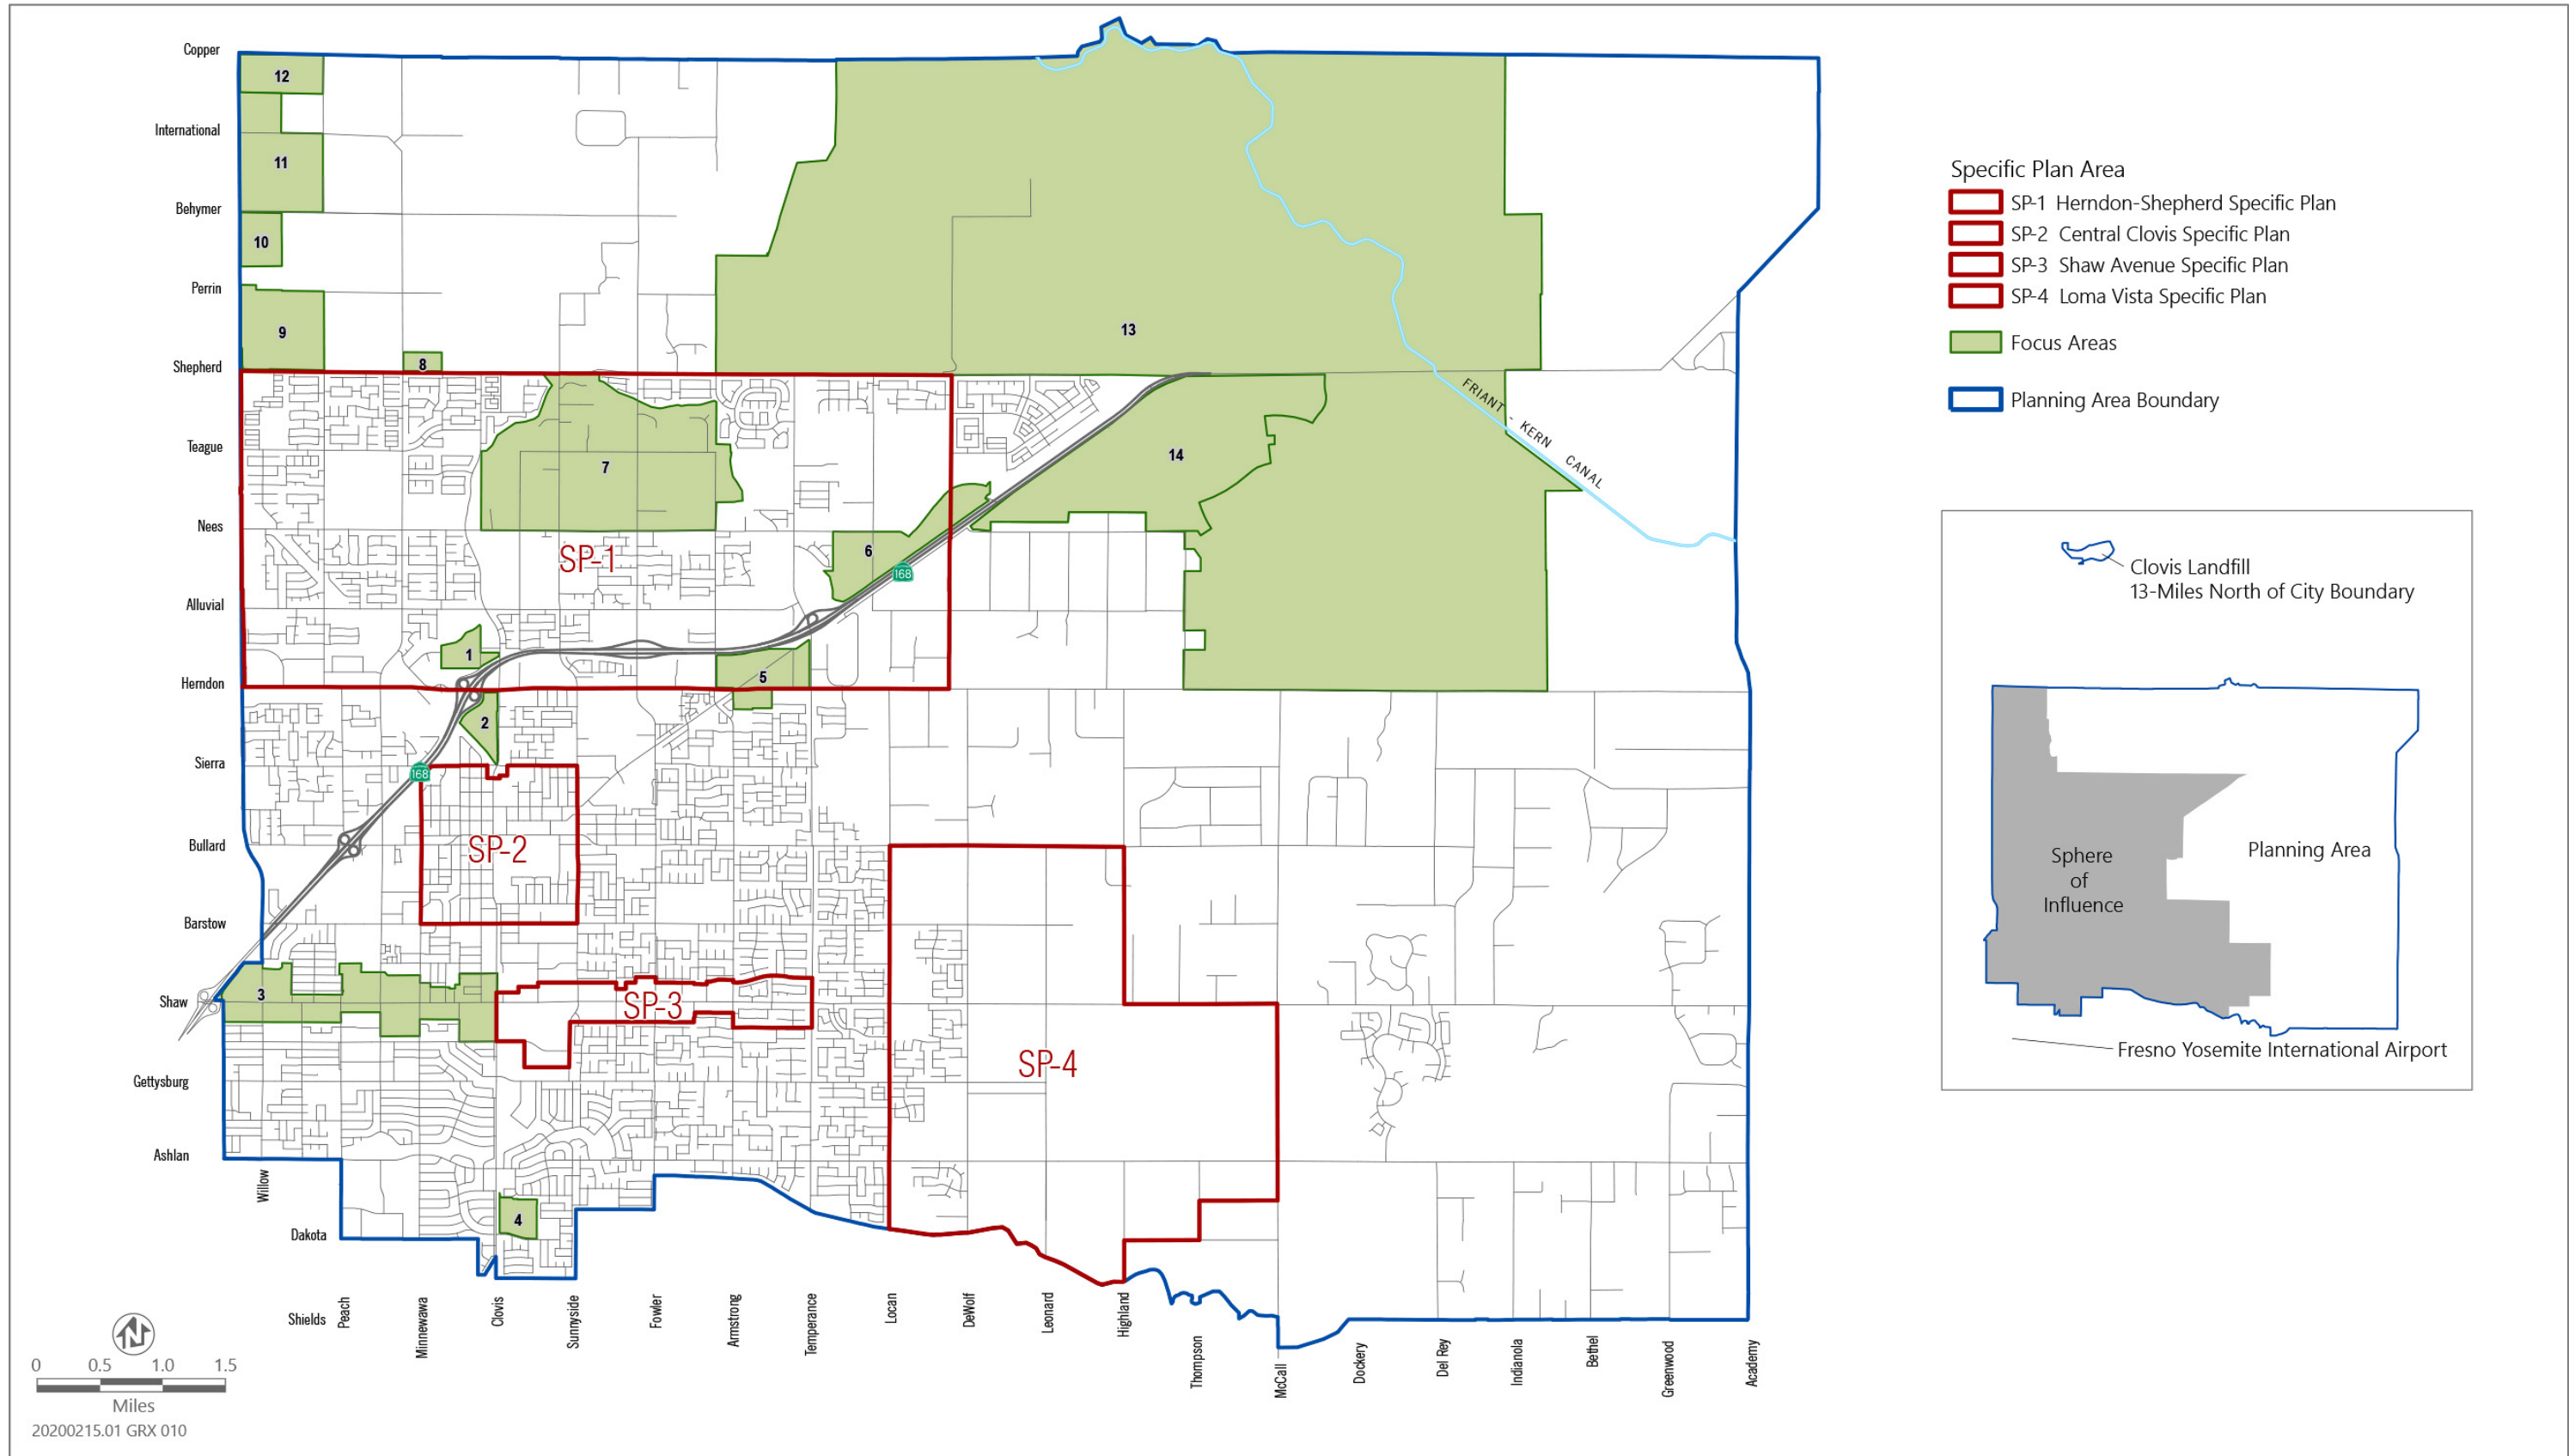 Copper
International
Behymer
Perrin
Shepherd
Teague
Nees
Alluvial
Herndon
Sierra
Bullard
Barstow
Shaw
Gettysburg
Ashlan
Dakota
Shields
Willow
Peach
Minnewawa
Clovis
Sunnyside
Fowler
Armstrong
Temperance
Locan
DeWolf
Leonard
Highland
Thompson
McCall
Dockery
Del Rey
Indianola
Bethel
Greenwood
Academy
12
11
10
9
8
13
7
14
6
1
5
2
3
4
SP-1
SP-2
SP-3
SP-4
168
168
FRIANT - KERN CANAL
Specific Plan Area
SP-1 Herndon-Shepherd Specific Plan
SP-2 Central Clovis Specific Plan
SP-3 Shaw Avenue Specific Plan
SP-4 Loma Vista Specific Plan
Focus Areas
Planning Area Boundary
Clovis Landfill
13-Miles North of City Boundary
Sphere
of
Influence
Planning Area
Fresno Yosemite International Airport
N
0 0.5 1.0 1.5
Miles
20200215.01 GRX 010